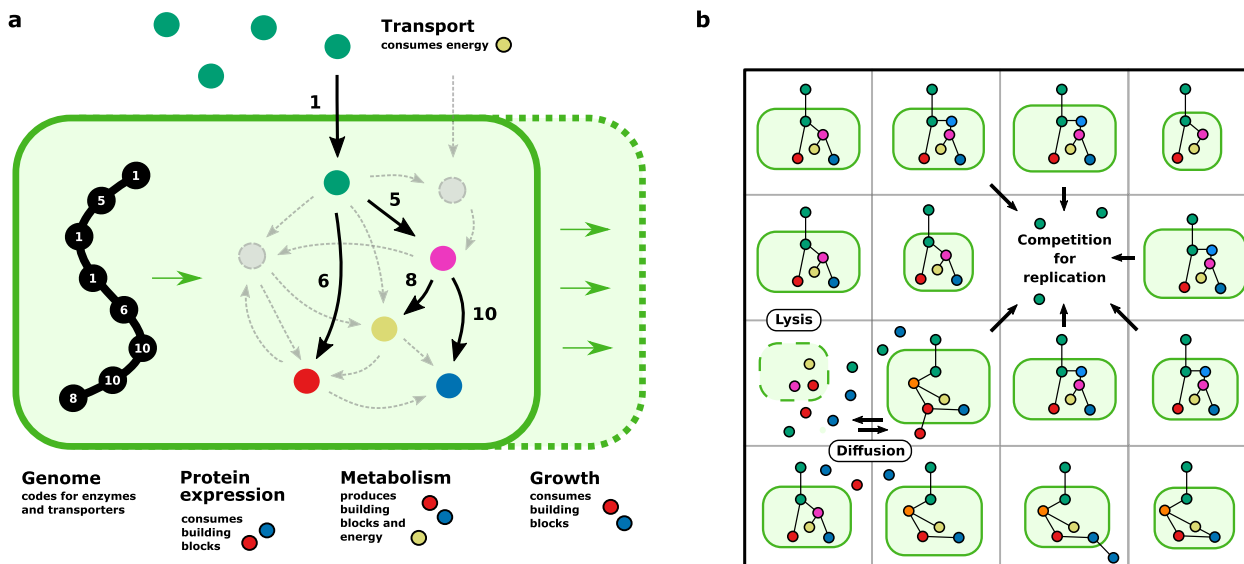 a
Transport
consumes energy
1
5
6
8
10
1
5
1
1
6
10
10
8
Genome
codes for enzymes
and transporters
Protein
expression
consumes
building
blocks
Metabolism
produces
building
blocks and
energy
Growth
consumes
building
blocks
b
Competition
for
replication
Lysis
Diffusion